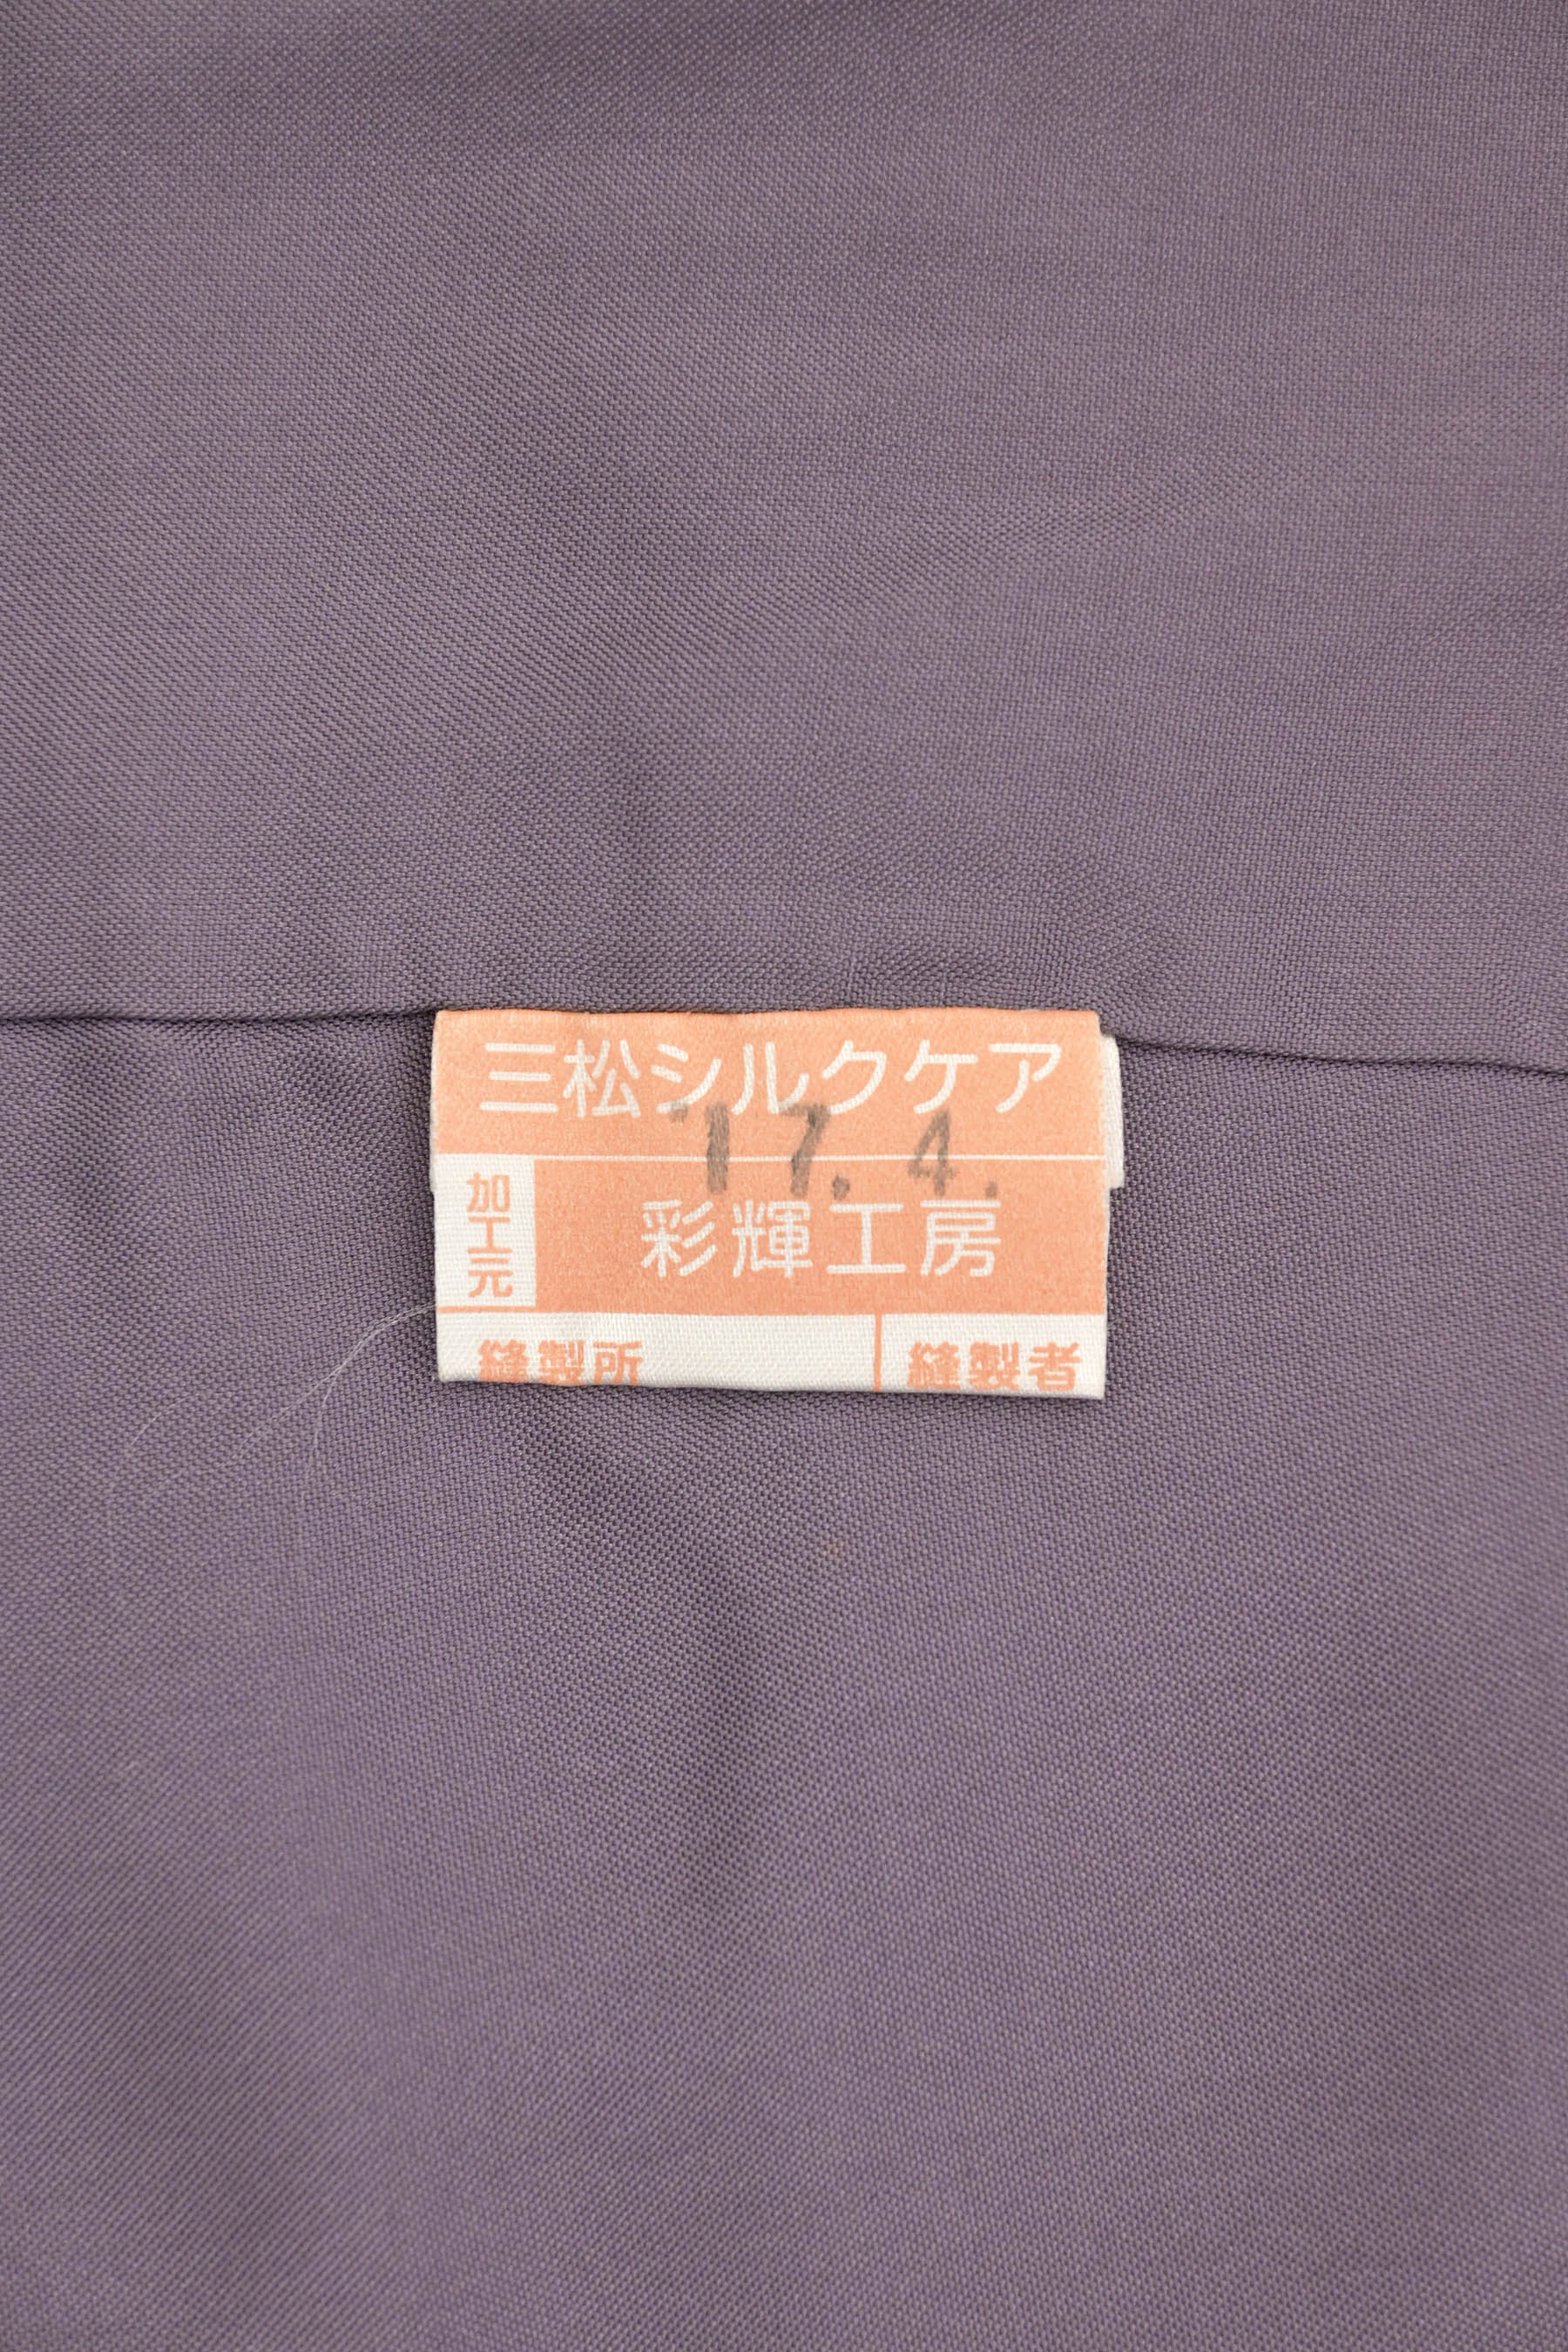 三松シルクケア
'17. 4.
加工元
彩輝工房
縫製所
縫製者